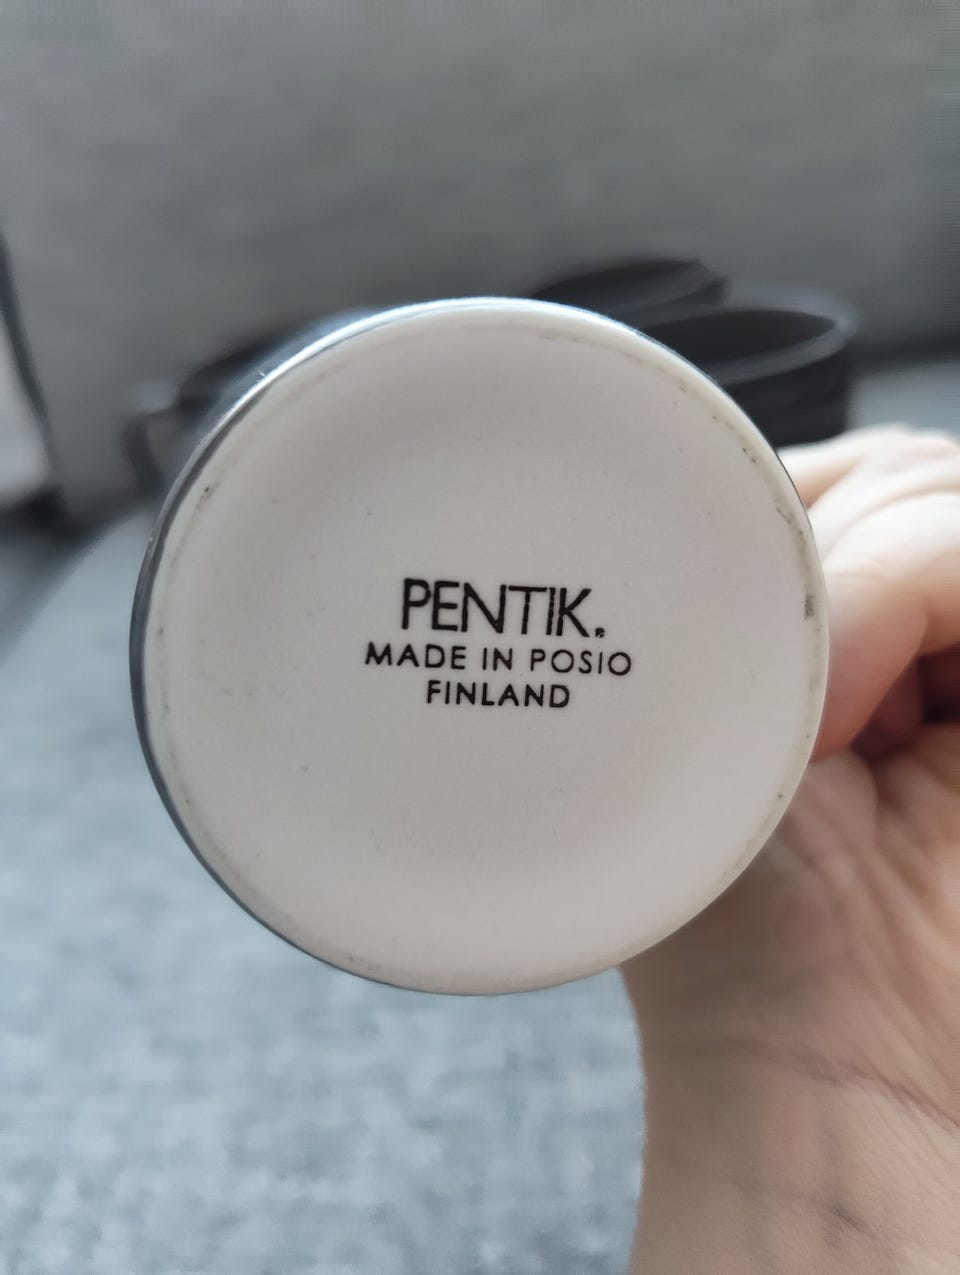 PENTIK.
MADE IN POSIO
FINLAND